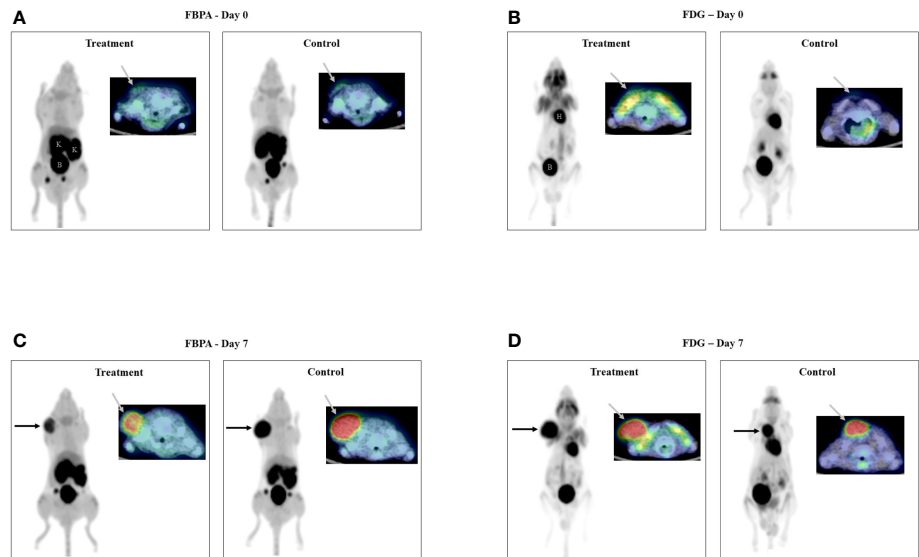 A
FBPA - Day 0
Treatment
Control
K
K
B
B
FDG – Day 0
Treatment
Control
H
B
C
FBPA - Day 7
Treatment
Control
D
FDG – Day 7
Treatment
Control